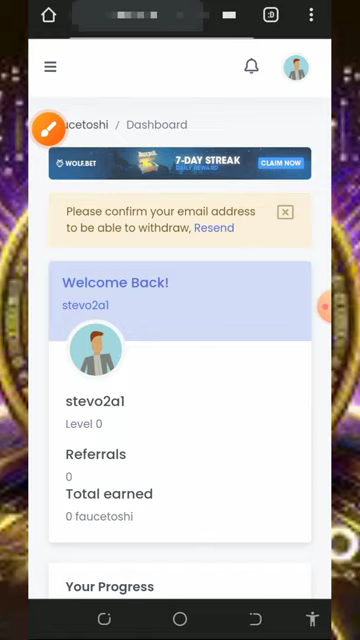 :D
ucetoshi / Dashboard
WOLF.BET
7-DAY STREAK
DAILY REWARD
CLAIM NOW
Please confirm your email address
to be able to withdraw, Resend
Welcome Back!
stevo2a1
stevo2a1
Level 0
Referrals
0
Total earned
0 faucetoshi
Your Progress